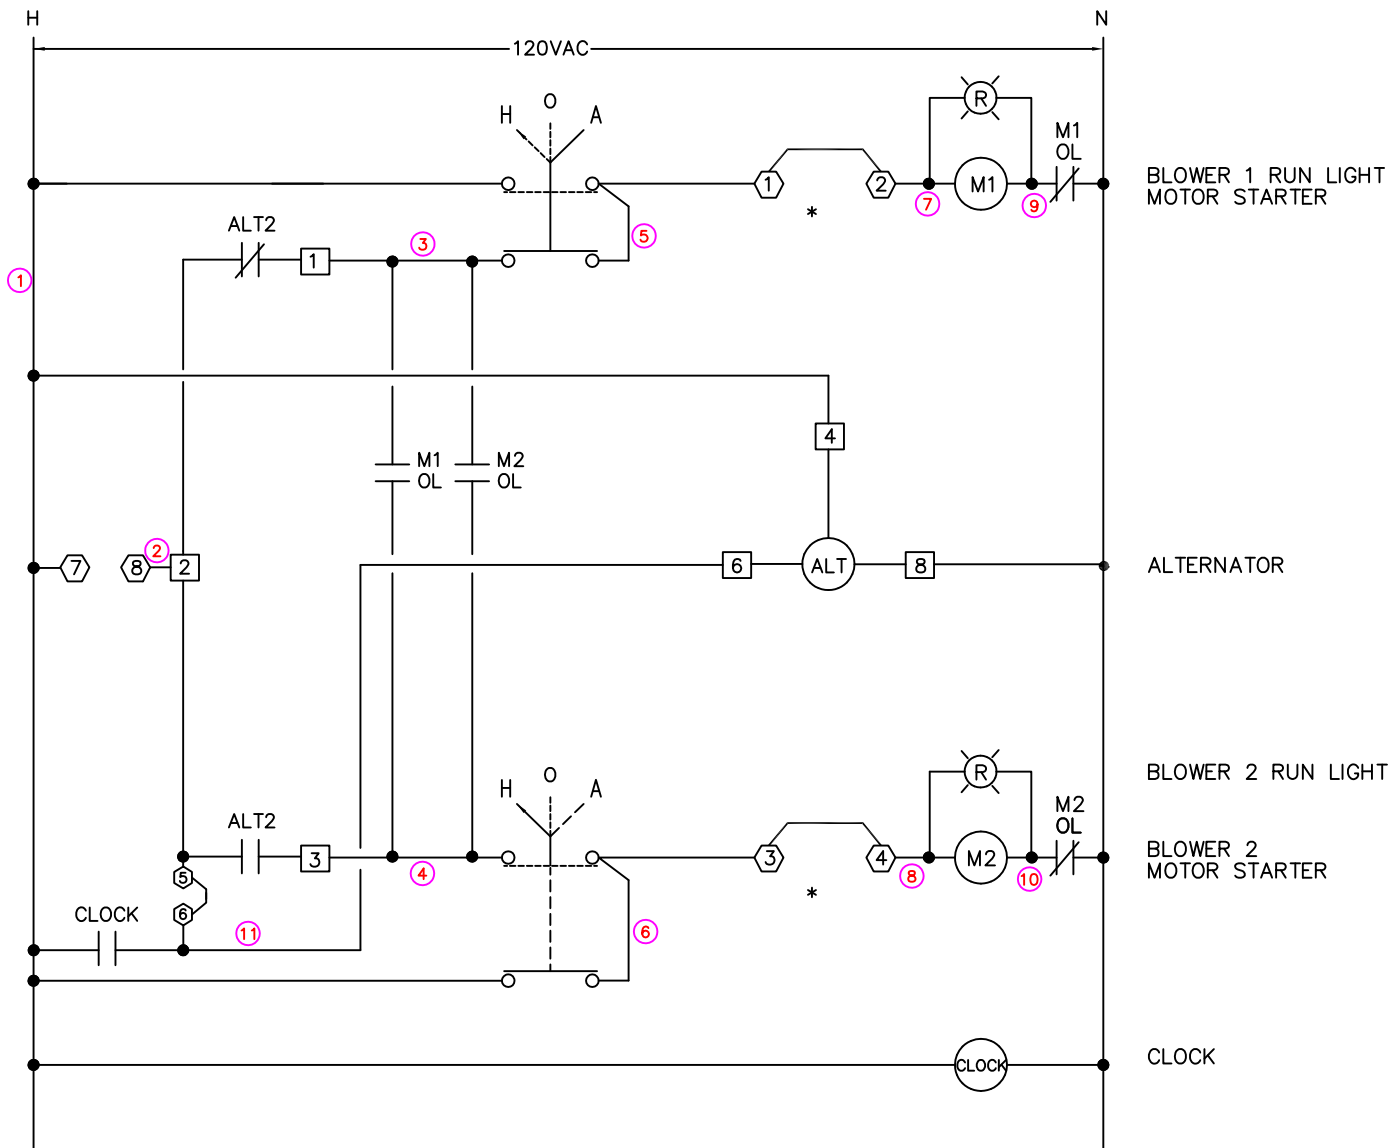 H
N
120VAC
H
O
A
R
M1
OL
1
2
M1
*
7
9
BLOWER 1 RUN LIGHT
MOTOR STARTER
ALT2
1
3
5
1
4
M1
OL
M2
OL
7
8
2
2
6
ALT
8
ALTERNATOR
H
O
A
R
BLOWER 2 RUN LIGHT
M2
OL
ALT2
3
4
3
4
M2
*
8
10
BLOWER 2
MOTOR STARTER
5
6
CLOCK
11
6
CLOCK
CLOCK